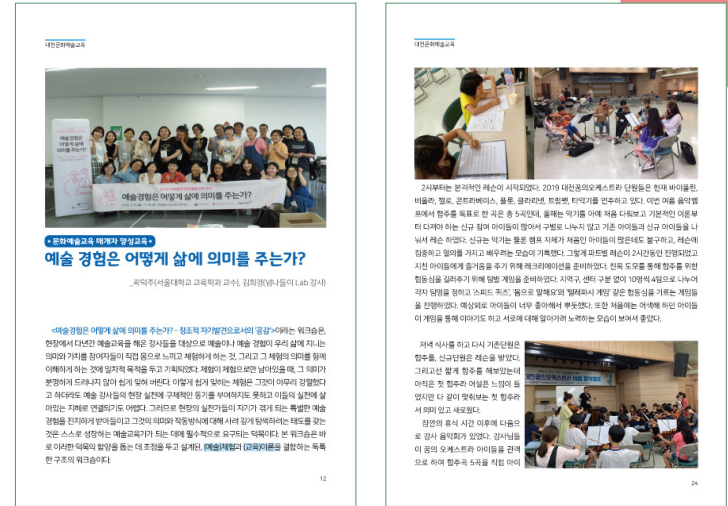 대전문화예술교육
예술경험은
어떻게 삶에
의미를 주는가?
예술경험은 어떻게 삶에 의미를 주는가?
• 문화예술교육 매개자 양성교육 •
예술 경험은 어떻게 삶에 의미를 주는가?
_곽덕주(서울대학교 교육학과 교수), 김희경(넘나들이 Lab 강사)
<예술경험은 어떻게 삶에 의미를 주는가? - 창조적 자기발견으로서의 '공감'>이라는 워크숍은,
현장에서 다년간 예술교육을 해온 강사들을 대상으로 예술이나 예술 경험이 우리 삶에 지니는
의미와 가치를 참여자들이 직접 몸으로 느끼고 체험하게 하는 것, 그리고 그 체험의 의미를 함께
이해하게 하는 것에 일차적 목적을 두고 기획되었다. 체험이 체험으로만 남아있을 때, 그 의미가
분명하게 드러나지 않아 쉽게 잊혀 버린다. 이렇게 쉽게 잊혀는 체험은 그것이 아무리 강렬했다
고 하더라도 예술 강사들의 현장 실천에 구체적인 동기를 부여하지도 못하고 이들의 실천에 살
아있는 지혜로 연결되기도 어렵다. 그러므로 현장의 실천가들이 자기가 겪게 되는 특별한 예술
경험을 진지하게 받아들이고 그것의 의미와 작동방식에 대해 사려 깊게 탐색하려는 태도를 갖는
것은 스스로 성장하는 예술교육가가 되는 데에 필수적으로 요구되는 덕목이다. 본 워크숍은 바
로 이러한 덕목의 함양을 돕는 데 초점을 두고 설계된, (예술)체험과 (교육)이론을 결합하는 독특
한 구조의 워크숍이다.
12
대전문화예술교육
2시부터는 본격적인 레슨이 시작되었다. 2019 대전꿈의오케스트라 단원들은 현재 바이올린,
비올라, 첼로, 콘트라베이스, 플룻, 클라리넷, 트럼펫, 타악기를 연주하고 있다. 이번 여름 음악캠
프에서 합주를 목표로 한 곡은 총 5곡인데, 올해는 악기를 아예 처음 다뤄보고 기본적인 이론부
터 다져야 하는 신규 참여 아이들이 많아서 구별로 나누지 않고 기존 아이들과 신규 아이들을 나
눠서 레슨 하였다. 신규는 악기는 물론 캠프 자체가 처음인 아이들이 많은데도 불구하고, 레슨에
집중하고 열의를 가지고 배우려는 모습이 기특했다. 그렇게 파트별 레슨이 2시간동안 진행되었고
지친 아이들에게 즐거움을 주기 위해 레크리에이션을 준비하였다. 친목 도모를 통해 합주를 위한
협동심을 길러주기 위해 팀별 게임을 준비하였다. 지역구, 센터 구분 없이 10명씩 4팀으로 나누어
각자 팀명을 정하고 '스피드 퀴즈', '몸으로 말해요'와 '텔레파시 게임' 같은 협동심을 기르는 게임들
을 진행하였다. 예상외로 아이들이 너무 좋아해서 뿌듯했다. 또한 처음에는 어색해 하던 아이들
이 게임을 통해 이야기도 하고 서로에 대해 알아가려 노력하는 모습이 보여서 좋았다.
저녁 식사를 하고 다시 기존단원은
합주를, 신규단원은 레슨을 받았다.
그리고선 짧게 합주를 해보았는데
아직은 첫 합주라 어설픈 느낌이 들
었지만 다 같이 맞춰보는 첫 합주라
서 의미 있고 새로웠다.
잠깐의 휴식 시간 이후에 다음으
로 강사 음악회가 있었다. 강사님들
이 꿈의 오케스트라 아이들을 관객
으로 하여 합주곡 5곡을 직접 아이
24